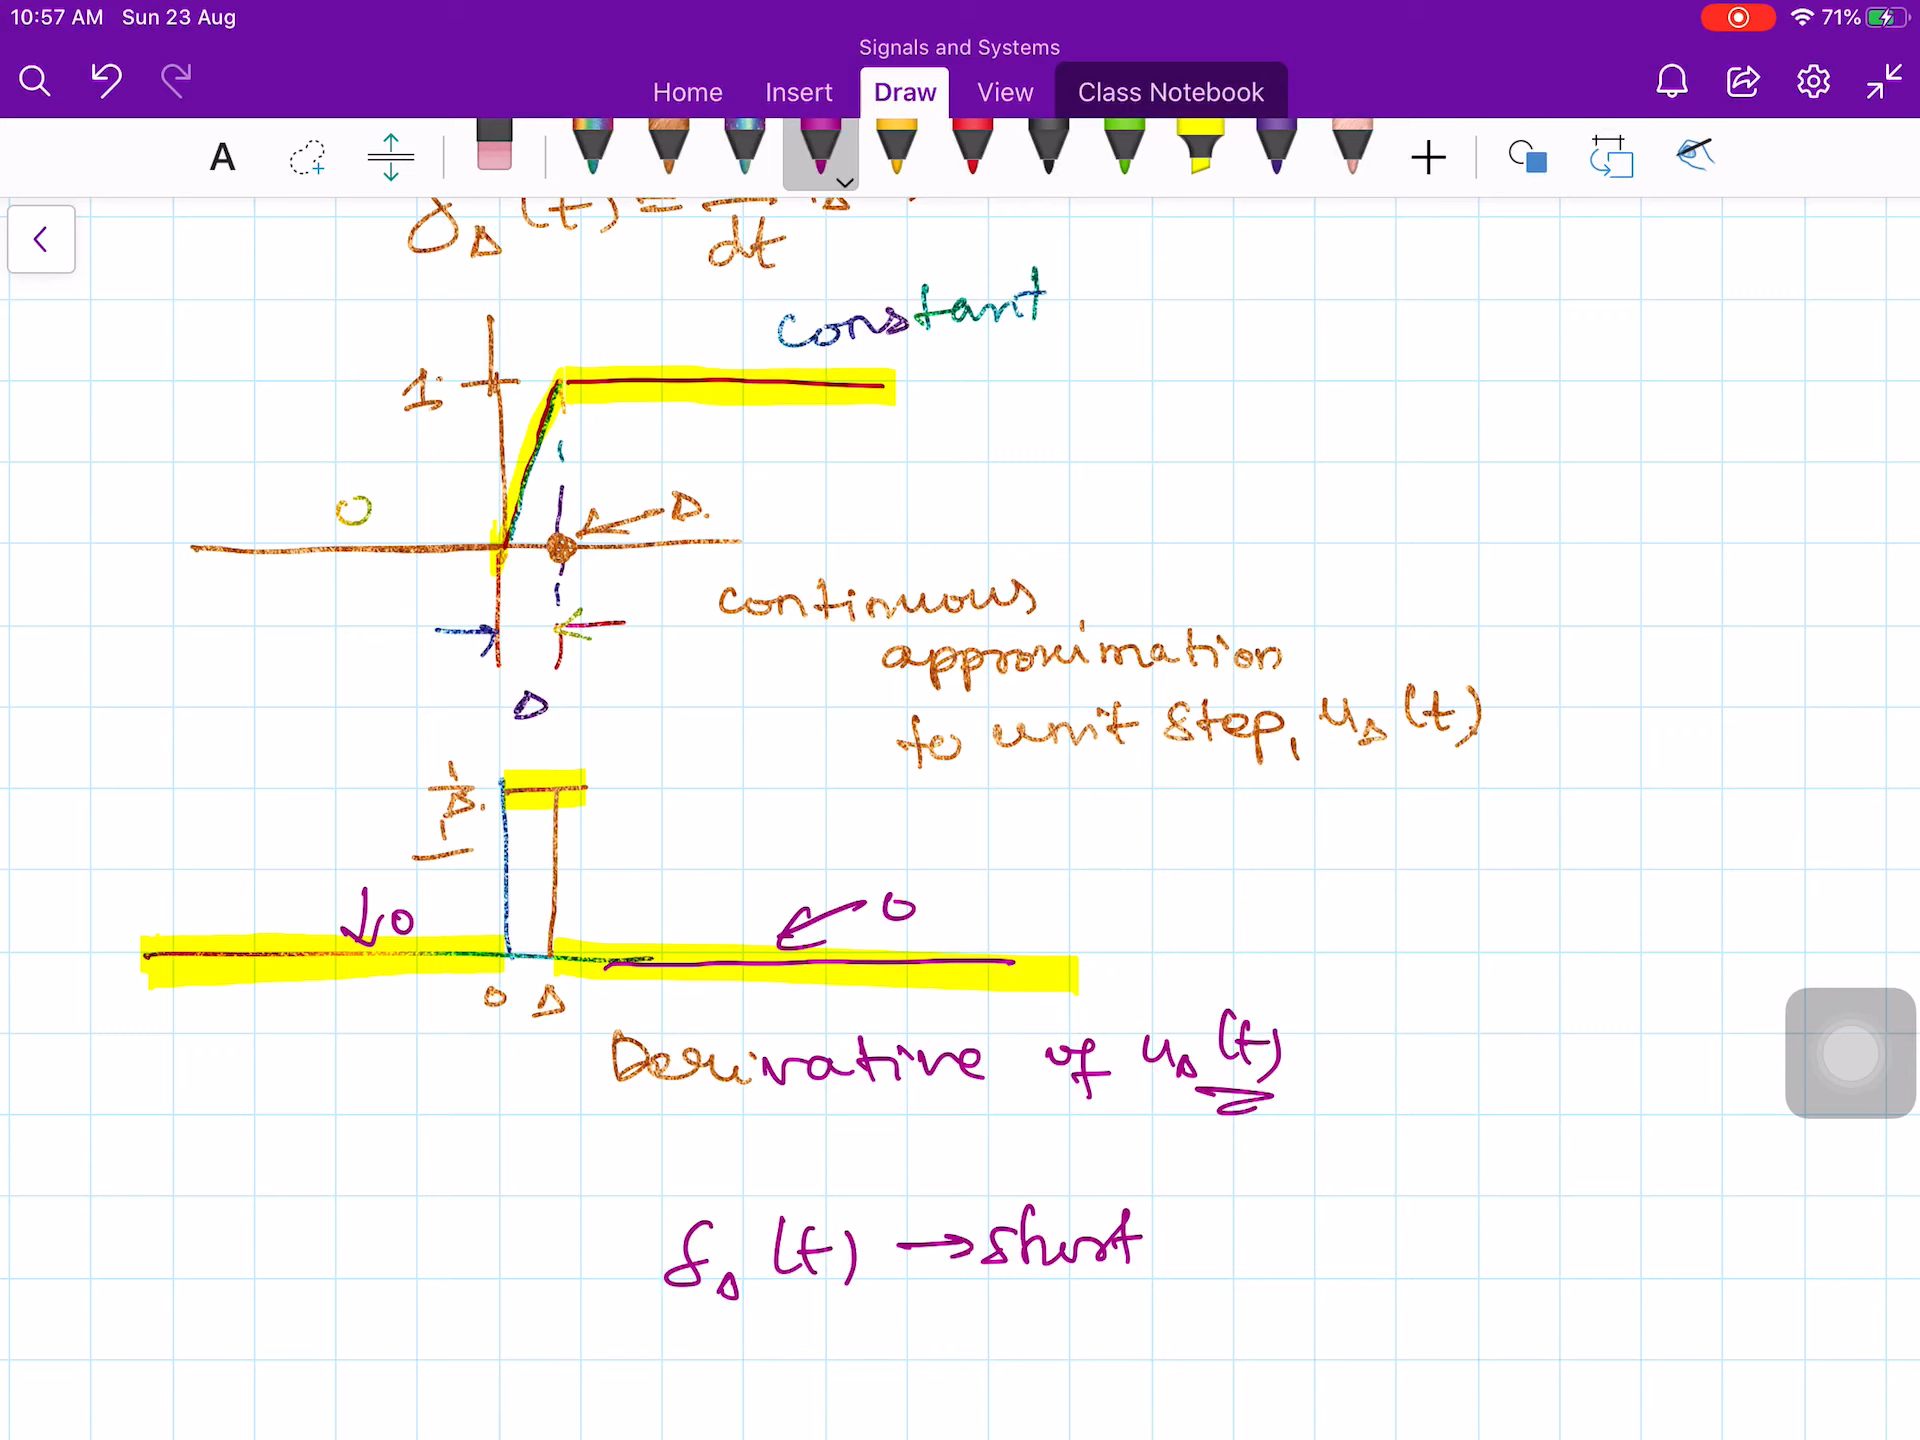 10:57 AM Sun 23 Aug
71%
Signals and Systems
Home Insert Draw View Class Notebook
A
δΔ (t) =
dt
constant
1
0
Δ.
continuous
approximation
to unit step, uΔ (t)
Δ
1/Δ.
0
0
0 Δ
Derivative of uΔ (t)
δΔ (t) → short